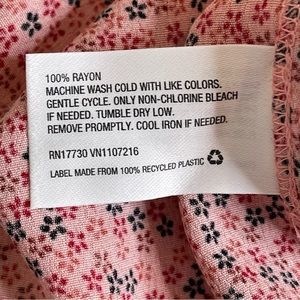 100% RAYON
MACHINE WASH COLD WITH LIKE COLORS.
GENTLE CYCLE. ONLY NON-CHLORINE BLEACH
IF NEEDED. TUMBLE DRY LOW.
REMOVE PROMPTLY. COOL IRON IF NEEDED.
RN17730 VN1107216
LABEL MADE FROM 100% RECYCLED PLASTIC